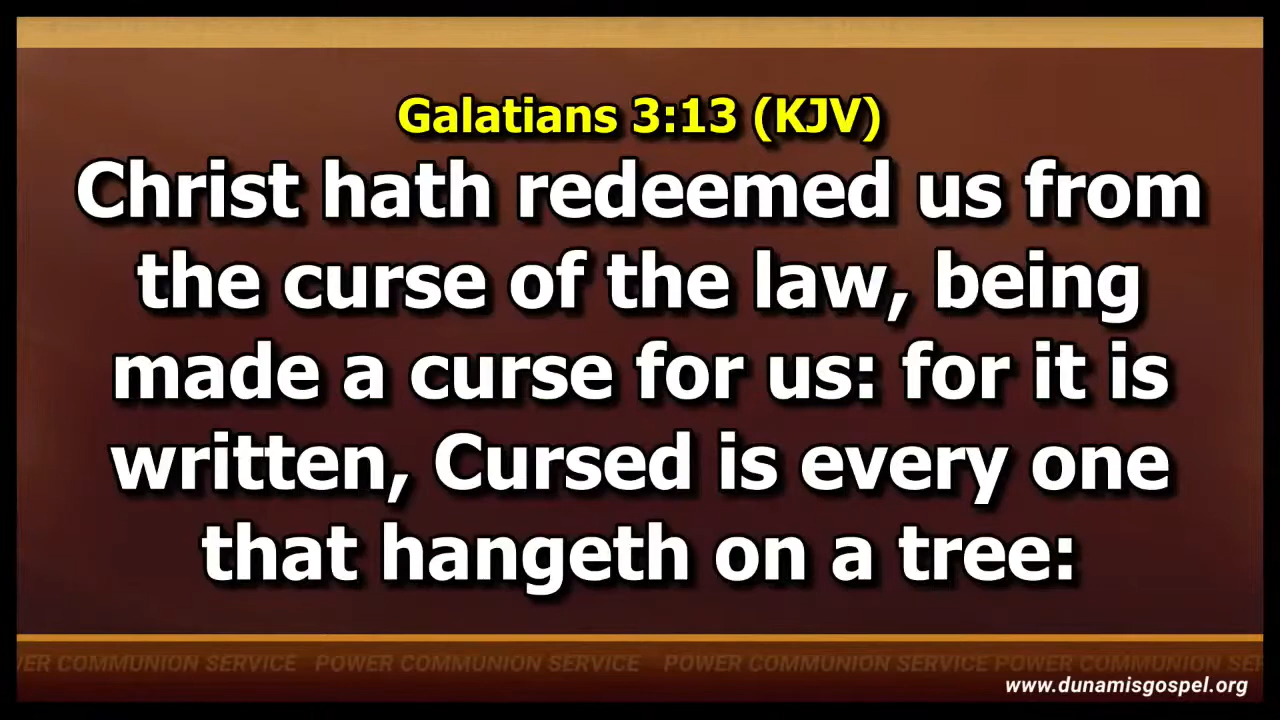 Galatians 3:13 (KJV)
Christ hath redeemed us from
the curse of the law, being
made a curse for us: for it is
written, Cursed is every one
that hangeth on a tree:
ER COMMUNION SERVICE POWER COMMUNION SERVICE POWER COMMUNION SERVICE POWER COMMUNION SER
www.dunamisgospel.org